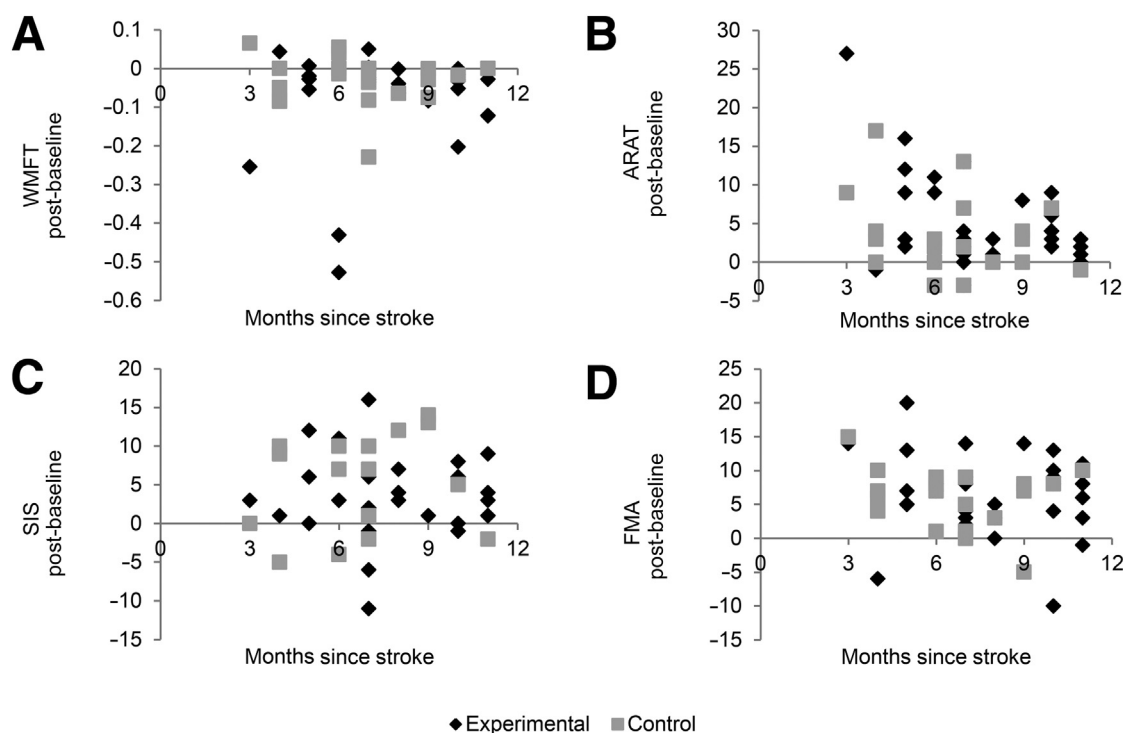 A
0.1
0
−0.1
−0.2
−0.3
−0.4
−0.5
−0.6
0 3 6 9 12
WMFT
post-baseline
Months since stroke
B
30
25
20
15
10
5
0
−5
0 3 6 9 12
ARAT
post-baseline
Months since stroke
C
20
15
10
5
0
−5
−10
−15
0 3 6 9 12
SIS
post-baseline
Months since stroke
D
25
20
15
10
5
0
−5
−10
−15
0 3 6 9 12
FMA
post-baseline
Months since stroke
Experimental Control